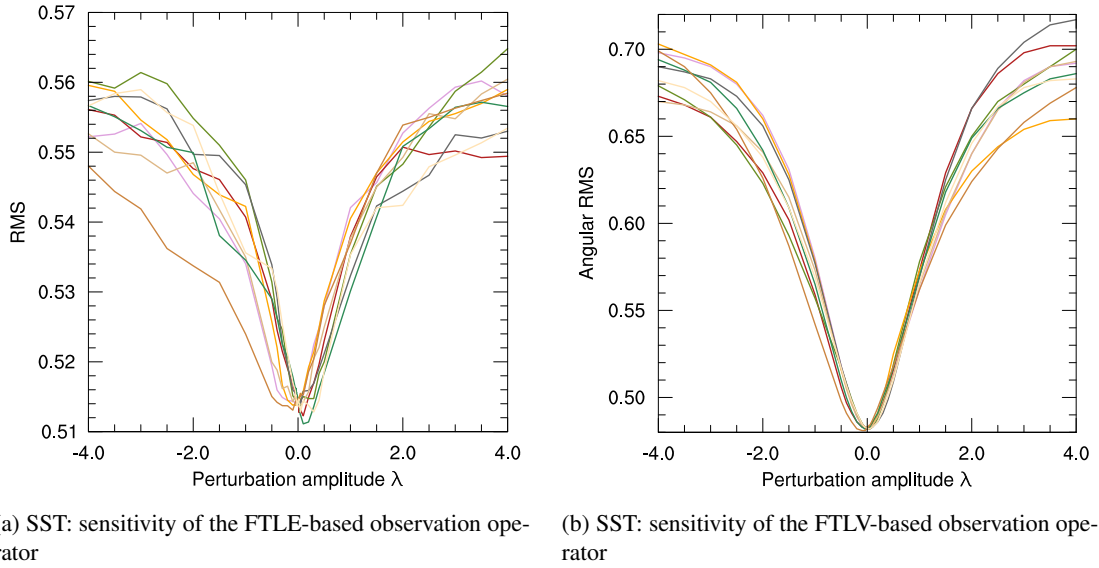 0.57
0.56
0.55
0.54
0.53
0.52
0.51
RMS
-4.0 -2.0 0.0 2.0 4.0
Perturbation amplitude λ
0.70
0.65
0.60
0.55
0.50
Angular RMS
-4.0 -2.0 0 2.0 4.0
Perturbation amplitude λ
a) SST: sensitivity of the FTLE-based observation ope-
rator
(b) SST: sensitivity of the FTLV-based observation ope-
rator